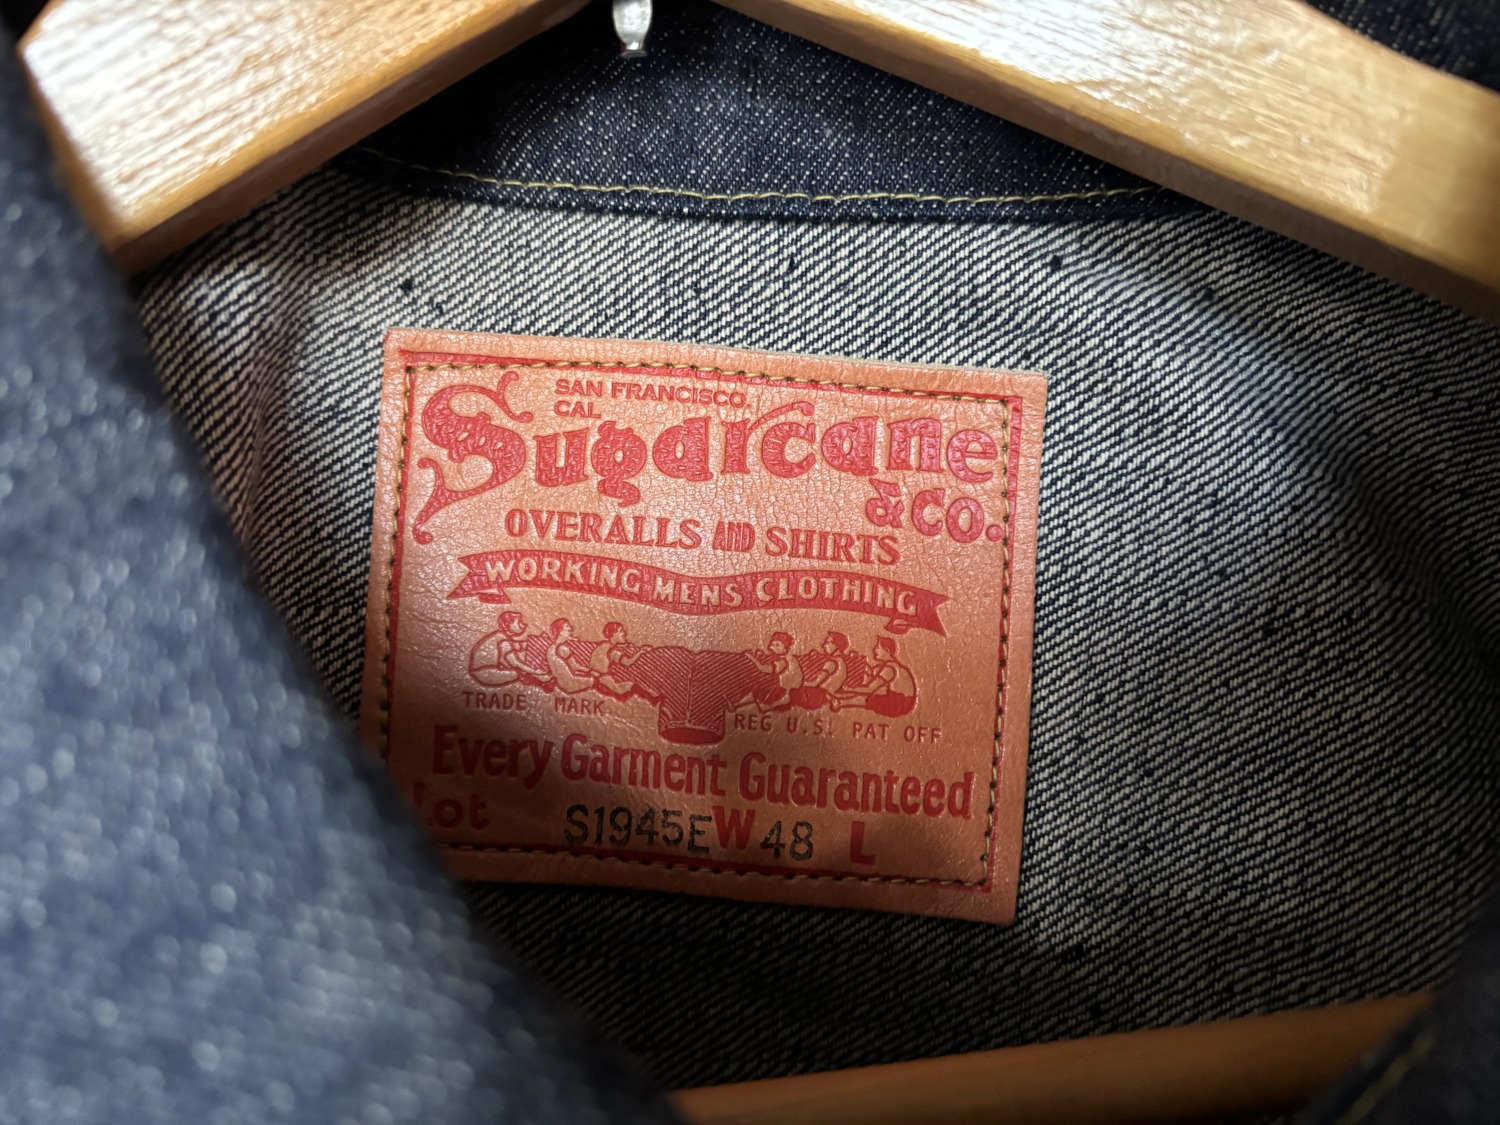 SAN FRANCISCO.
CAL.
Sugarcane
& CO.
OVERALLS AND SHIRTS
WORKING MENS CLOTHING
TRADE MARK REG U.S. PAT OFF
Every Garment Guaranteed
Lot S1945E W 48 L